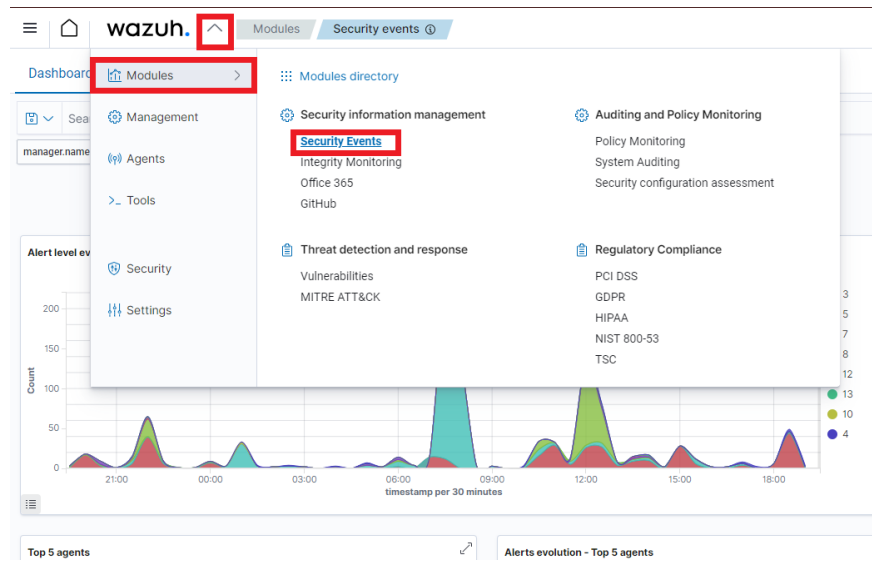 wazuh.
Modules
Security events
Dashboard
Modules
Modules directory
Sea
Management
Security information management
Auditing and Policy Monitoring
manager.name
Security Events
Policy Monitoring
Agents
Integrity Monitoring
System Auditing
Office 365
Security configuration assessment
>_ Tools
GitHub
Alert level ev
Threat detection and response
Regulatory Compliance
Security
Vulnerabilities
PCI DSS
MITRE ATT&CK
GDPR
Settings
HIPAA
NIST 800-53
TSC
3
5
7
8
12
13
10
4
200
150
100
50
0
Count
21:00
00:00
03:00
06:00
09:00
12:00
15:00
18:00
timestamp per 30 minutes
Top 5 agents
Alerts evolution - Top 5 agents